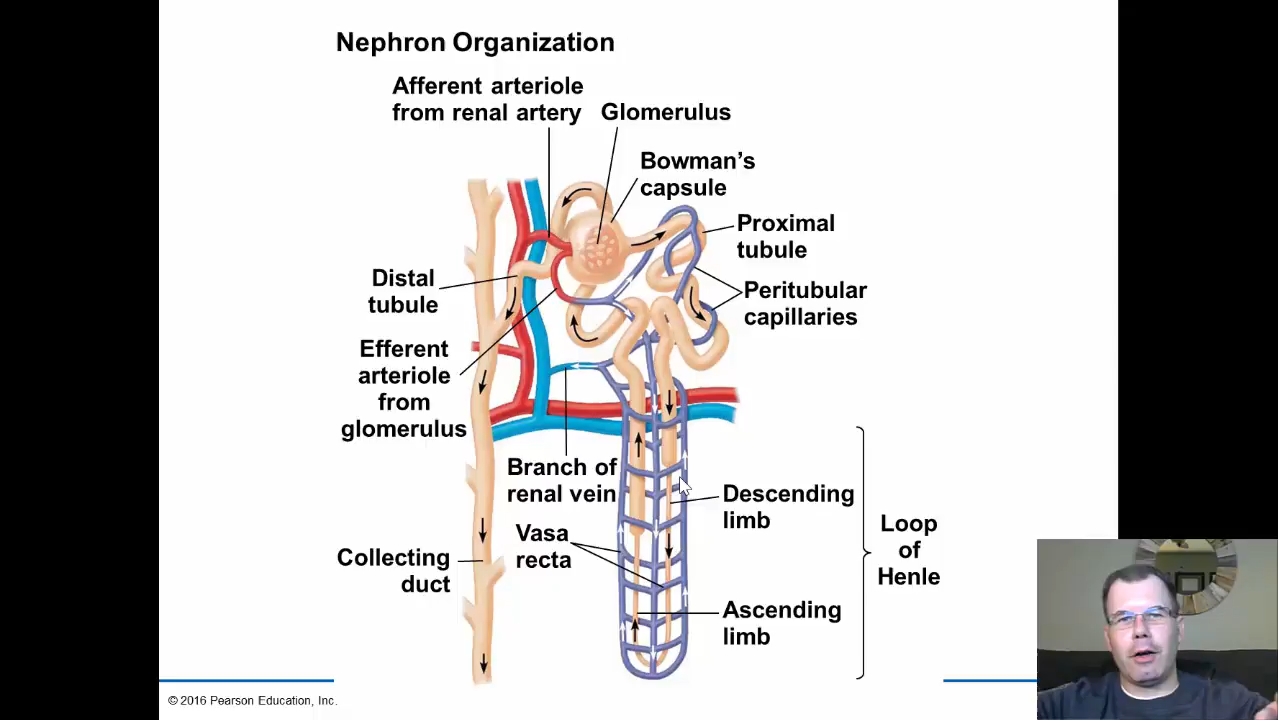 Nephron Organization
Afferent arteriole
from renal artery
Glomerulus
Bowman's
capsule
Proximal
tubule
Distal
tubule
Peritubular
capillaries
Efferent
arteriole
from
glomerulus
Branch of
renal vein
Descending
limb
Loop
of
Henle
Vasa
recta
Collecting
duct
Ascending
limb
© 2016 Pearson Education, Inc.